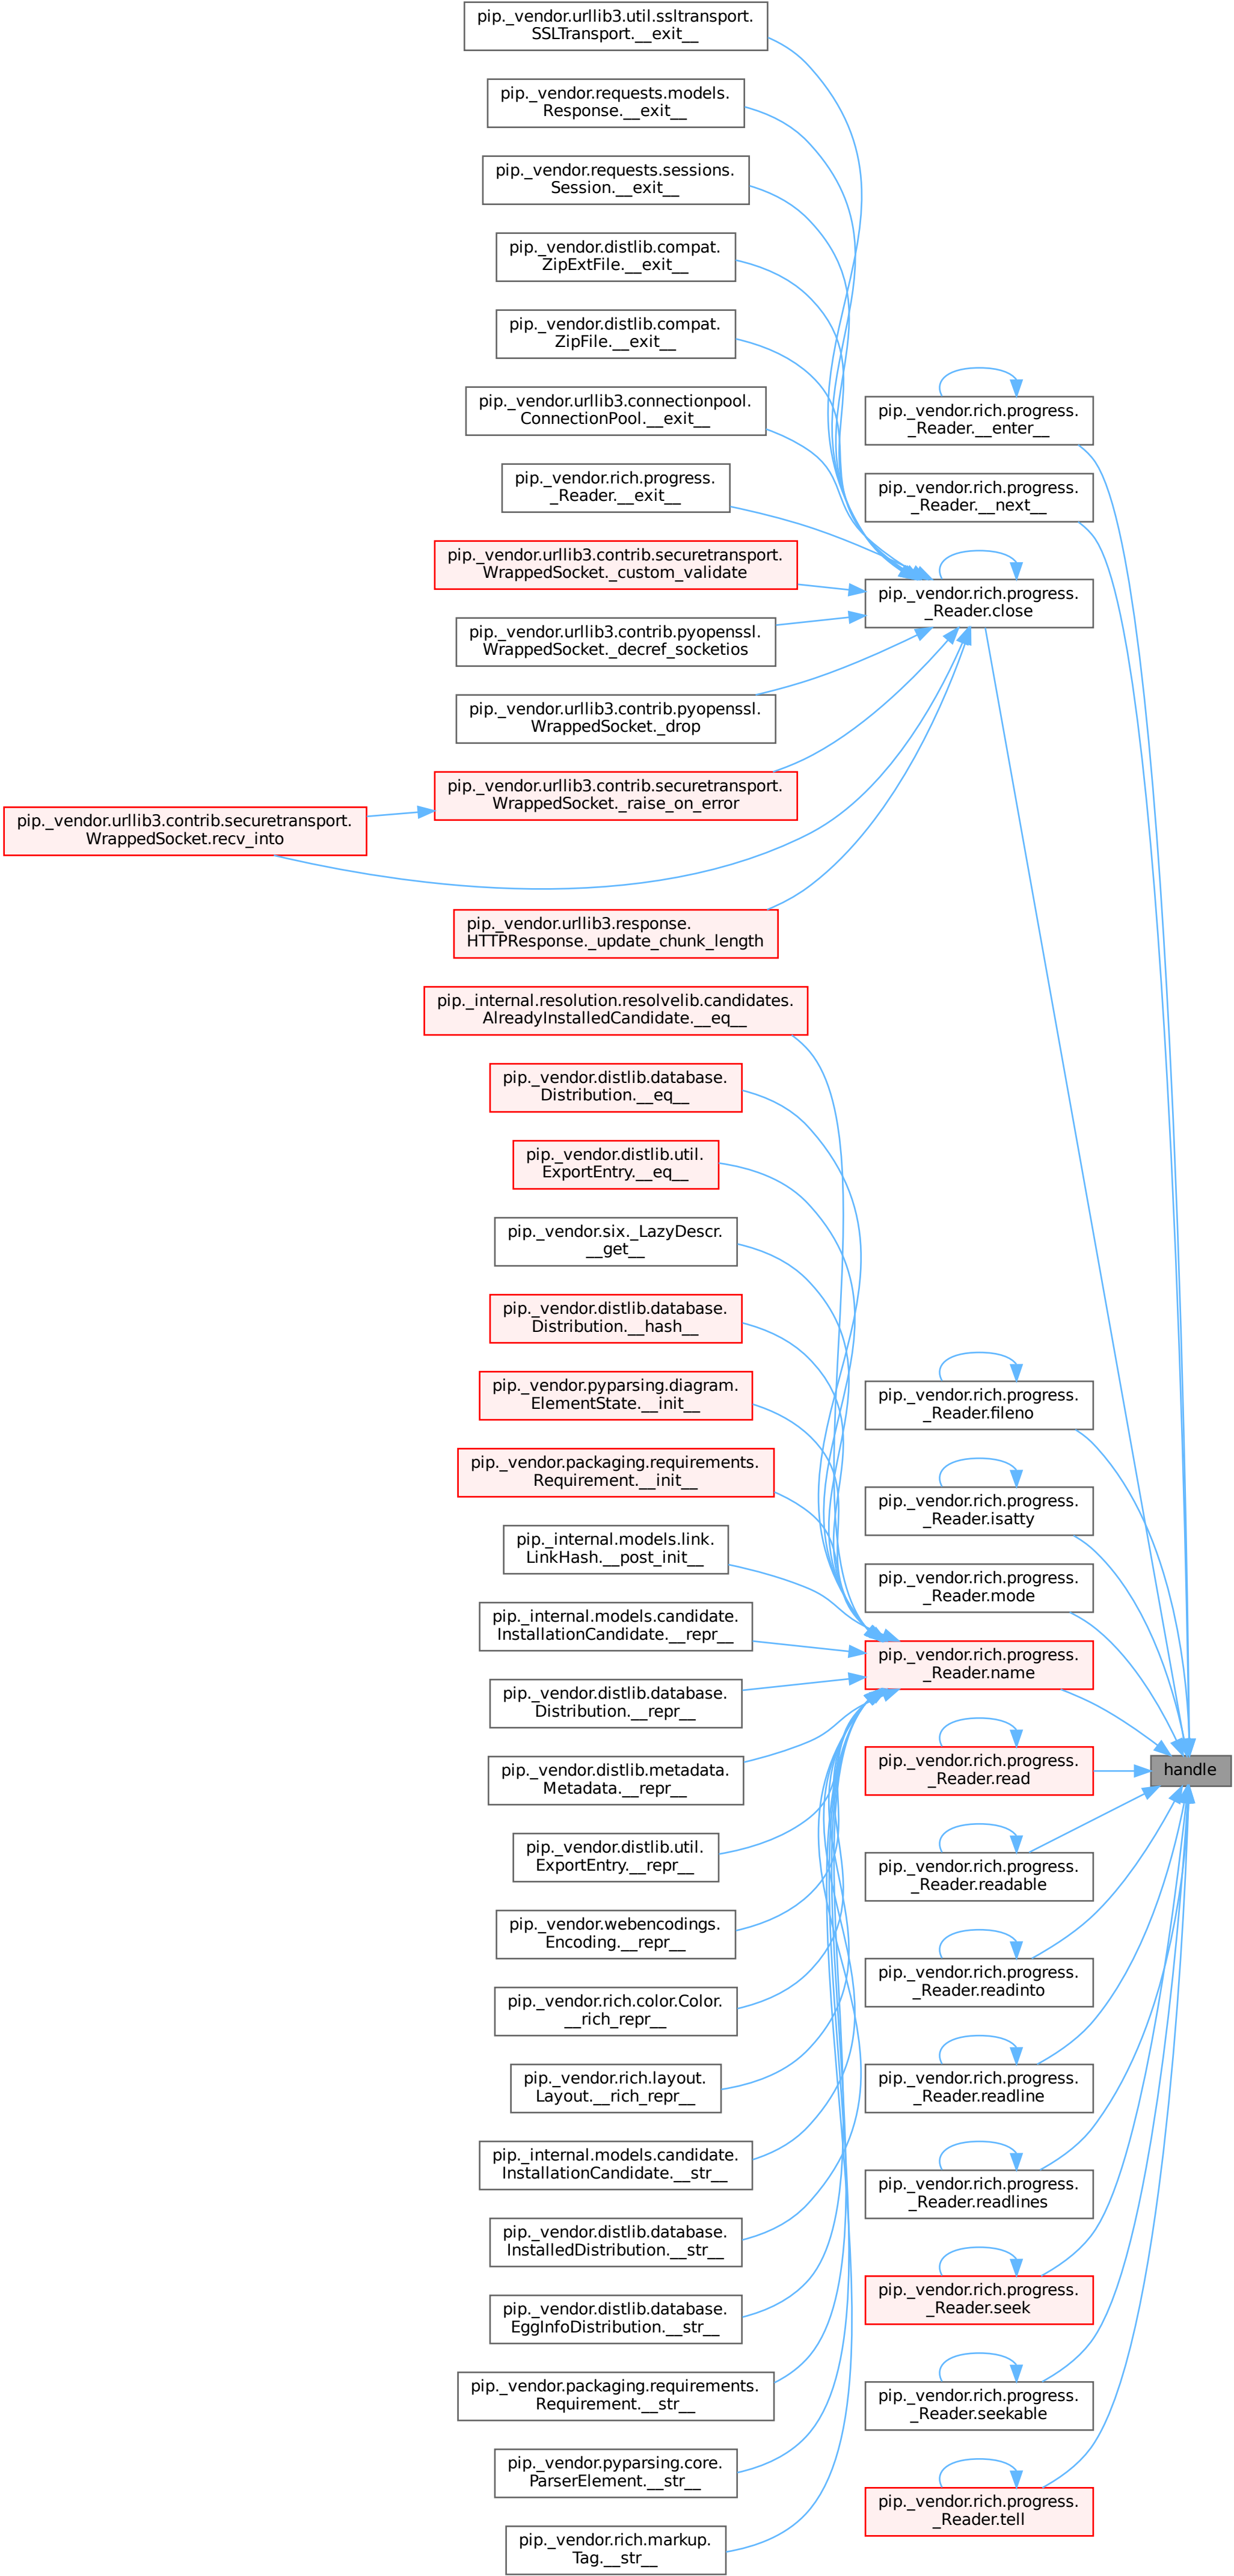 pip._vendor.urllib3.util.ssltransport.
SSLTransport.__exit__
pip._vendor.requests.models.
Response.__exit__
pip._vendor.requests.sessions.
Session.__exit__
pip._vendor.distlib.compat.
ZipExtFile.__exit__
pip._vendor.distlib.compat.
ZipFile.__exit__
pip._vendor.urllib3.connectionpool.
ConnectionPool.__exit__
pip._vendor.rich.progress.
_Reader.__exit__
pip._vendor.urllib3.contrib.securetransport.
WrappedSocket._custom_validate
pip._vendor.urllib3.contrib.pyopenssl.
WrappedSocket._decref_socketios
pip._vendor.urllib3.contrib.pyopenssl.
WrappedSocket._drop
pip._vendor.urllib3.contrib.securetransport.
WrappedSocket._raise_on_error
pip._vendor.urllib3.contrib.securetransport.
WrappedSocket.recv_into
pip._vendor.urllib3.response.
HTTPResponse._update_chunk_length
pip._internal.resolution.resolvelib.candidates.
AlreadyInstalledCandidate.__eq__
pip._vendor.distlib.database.
Distribution.__eq__
pip._vendor.distlib.util.
ExportEntry.__eq__
pip._vendor.six._LazyDescr.
__get__
pip._vendor.distlib.database.
Distribution.__hash__
pip._vendor.pyparsing.diagram.
ElementState.__init__
pip._vendor.packaging.requirements.
Requirement.__init__
pip._internal.models.link.
LinkHash.__post_init__
pip._internal.models.candidate.
InstallationCandidate.__repr__
pip._vendor.distlib.database.
Distribution.__repr__
pip._vendor.distlib.metadata.
Metadata.__repr__
pip._vendor.distlib.util.
ExportEntry.__repr__
pip._vendor.webencodings.
Encoding.__repr__
pip._vendor.rich.color.Color.
__rich_repr__
pip._vendor.rich.layout.
Layout.__rich_repr__
pip._internal.models.candidate.
InstallationCandidate.__str__
pip._vendor.distlib.database.
InstalledDistribution.__str__
pip._vendor.distlib.database.
EggInfoDistribution.__str__
pip._vendor.packaging.requirements.
Requirement.__str__
pip._vendor.pyparsing.core.
ParserElement.__str__
pip._vendor.rich.markup.
Tag.__str__
pip._vendor.rich.progress.
_Reader.__enter__
pip._vendor.rich.progress.
_Reader.__next__
pip._vendor.rich.progress.
_Reader.close
pip._vendor.rich.progress.
_Reader.fileno
pip._vendor.rich.progress.
_Reader.isatty
pip._vendor.rich.progress.
_Reader.mode
pip._vendor.rich.progress.
_Reader.name
pip._vendor.rich.progress.
_Reader.read
pip._vendor.rich.progress.
_Reader.readable
pip._vendor.rich.progress.
_Reader.readinto
pip._vendor.rich.progress.
_Reader.readline
pip._vendor.rich.progress.
_Reader.readlines
pip._vendor.rich.progress.
_Reader.seek
pip._vendor.rich.progress.
_Reader.seekable
pip._vendor.rich.progress.
_Reader.tell
handle